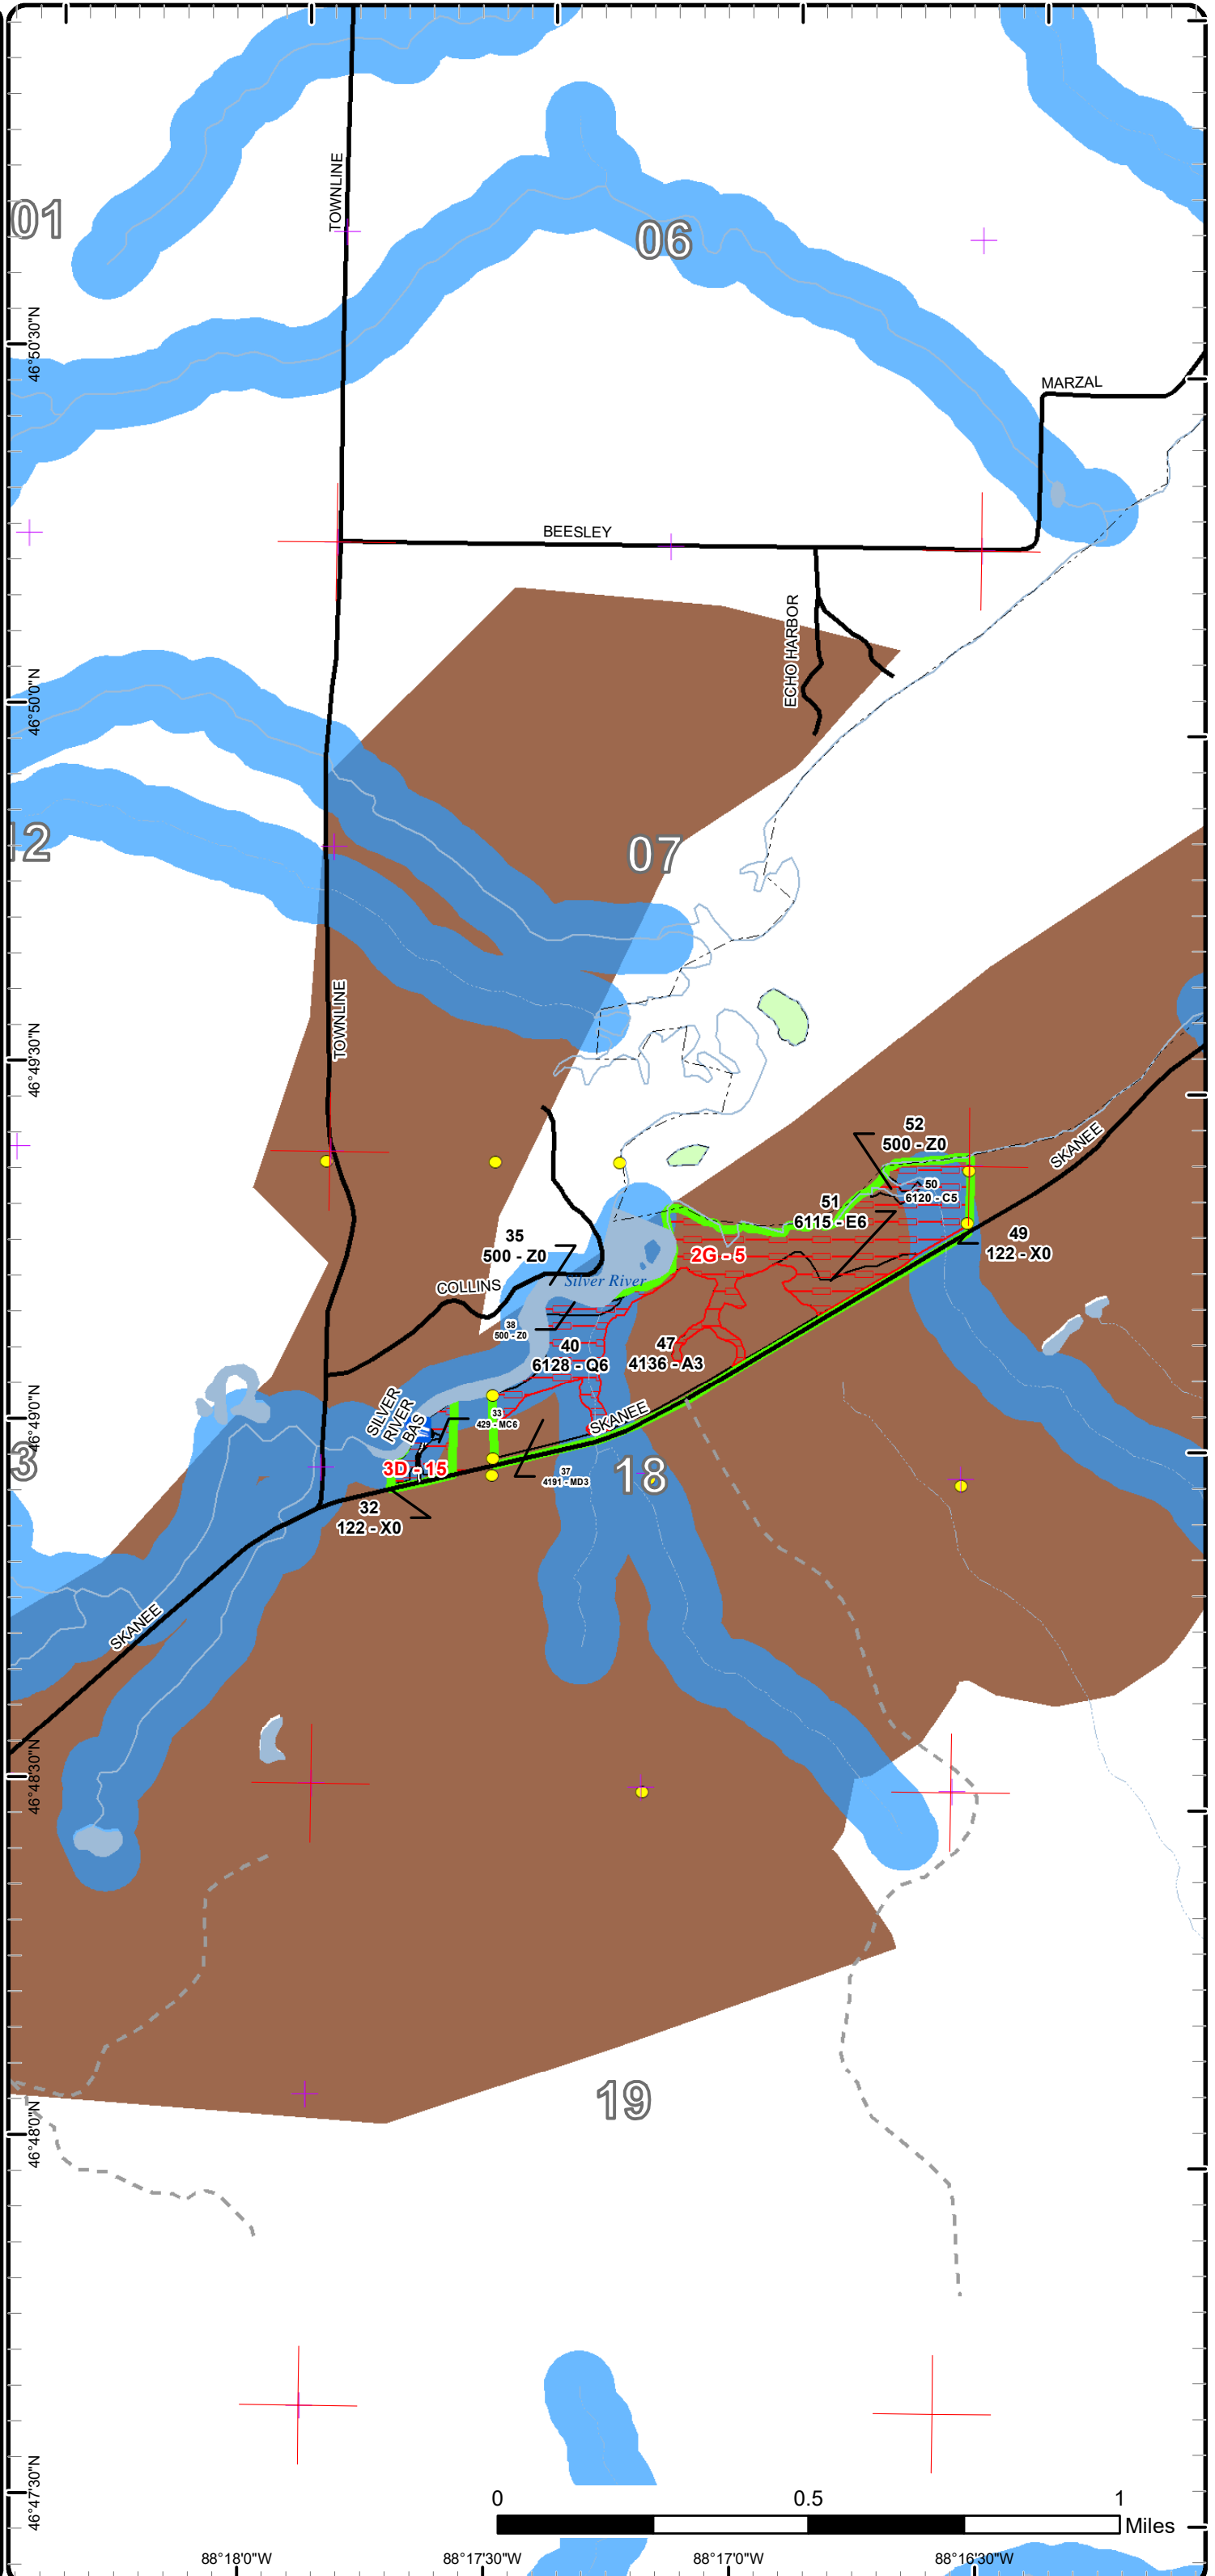 TOWNLINE
01
06
46°50'30"N
MARZAL
BEESLEY
ECHO HARBOR
46°50'0"N
12
07
TOWNLINE
46°49'30"N
52
500 - Z0
SKANEE
50
6120 - C5
51
6115 - E6
49
122 - X0
35
500 - Z0
2G - 5
Silver River
COLLINS
38
500 - Z0
40
6128 - Q6
47
4136 - A3
46°49'0"N
SILVER
RIVER
BAS
33
429 - MC6
SKANEE
3
3D - 15
37
4191 - MD3
18
32
122 - X0
SKANEE
46°48'30"N
19
46°48'0"N
46°47'30"N
0
0.5
1
Miles
88°18'0"W
88°17'30"W
88°17'0"W
88°16'30"W